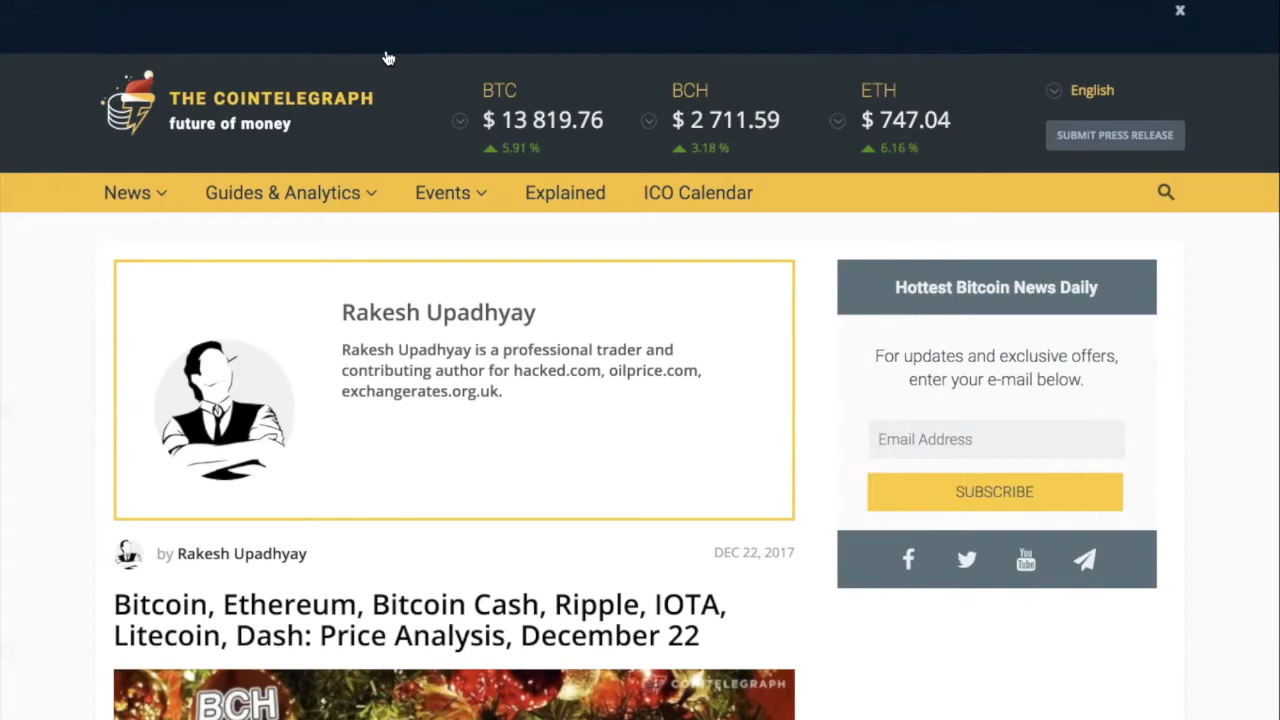 x
THE COINTELEGRAPH
future of money
BTC
$ 13 819.76
5.91 %
BCH
$ 2 711.59
3.18 %
ETH
$ 747.04
6.16 %
English
SUBMIT PRESS RELEASE
News
Guides & Analytics
Events
Explained
ICO Calendar
Rakesh Upadhyay
Rakesh Upadhyay is a professional trader and
contributing author for hacked.com, oilprice.com,
exchangerates.org.uk.
Hottest Bitcoin News Daily
For updates and exclusive offers,
enter your e-mail below.
Email Address
SUBSCRIBE
You
Tube
by Rakesh Upadhyay
DEC 22, 2017
Bitcoin, Ethereum, Bitcoin Cash, Ripple, IOTA,
Litecoin, Dash: Price Analysis, December 22
COINTELEGRAPH
BCH